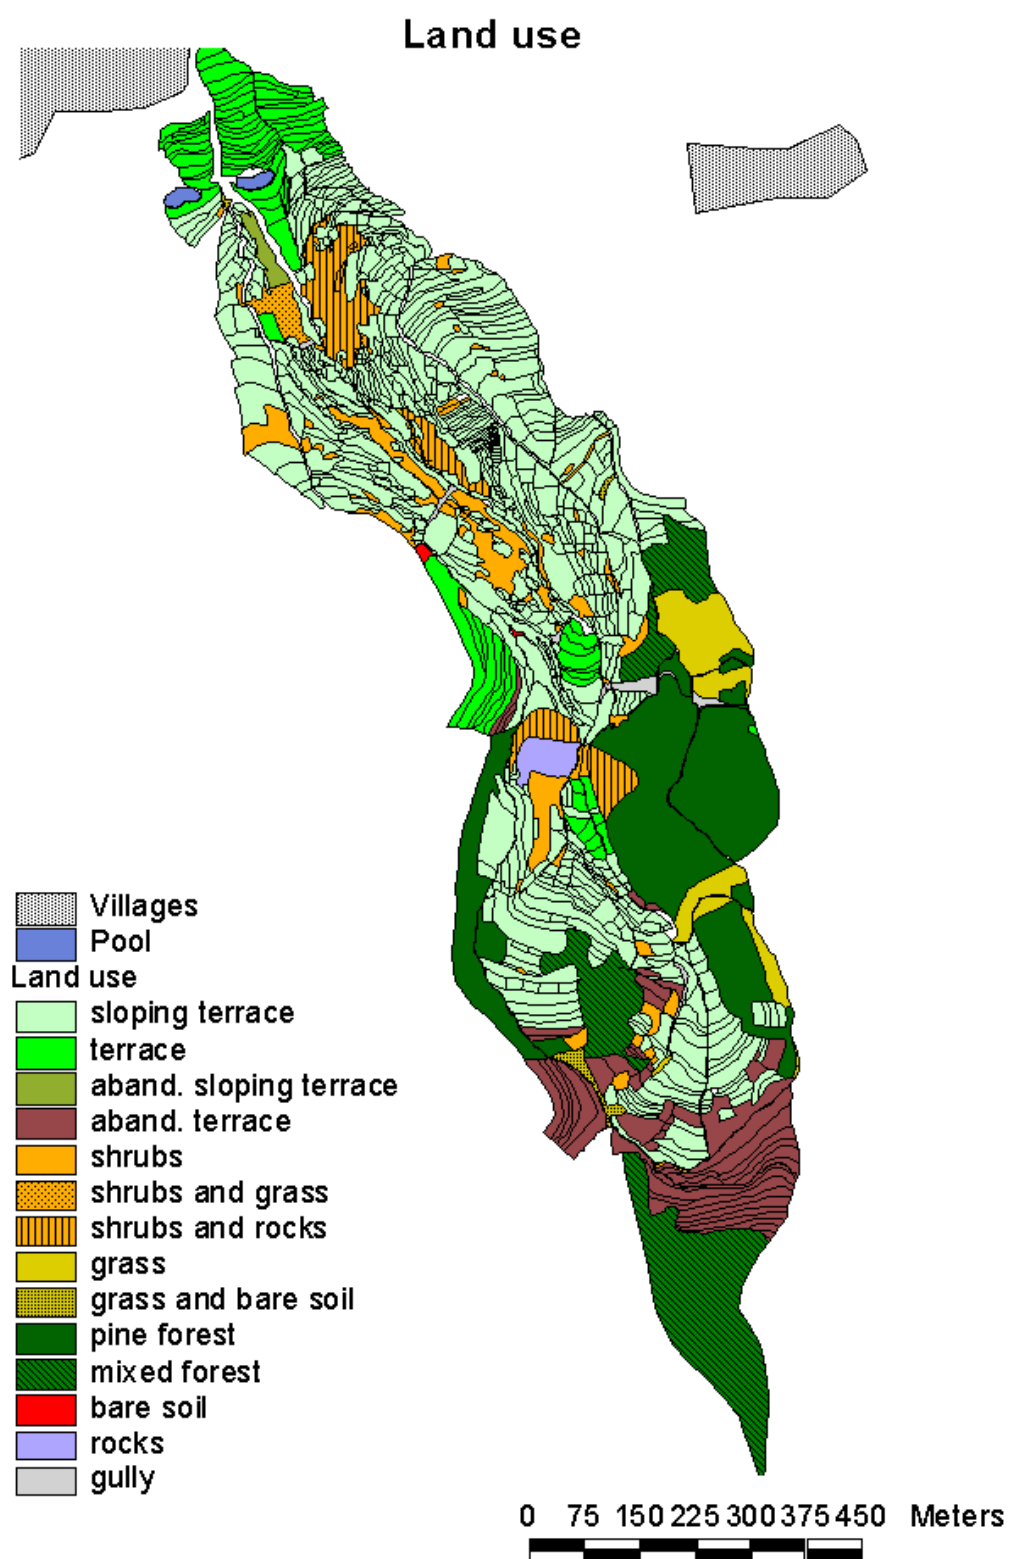 Land use
Villages
Pool
Land use
sloping terrace
terrace
aband. sloping terrace
aband. terrace
shrubs
shrubs and grass
shrubs and rocks
grass
grass and bare soil
pine forest
mixed forest
bare soil
rocks
gully
0 75 150 225 300 375 450 Meters